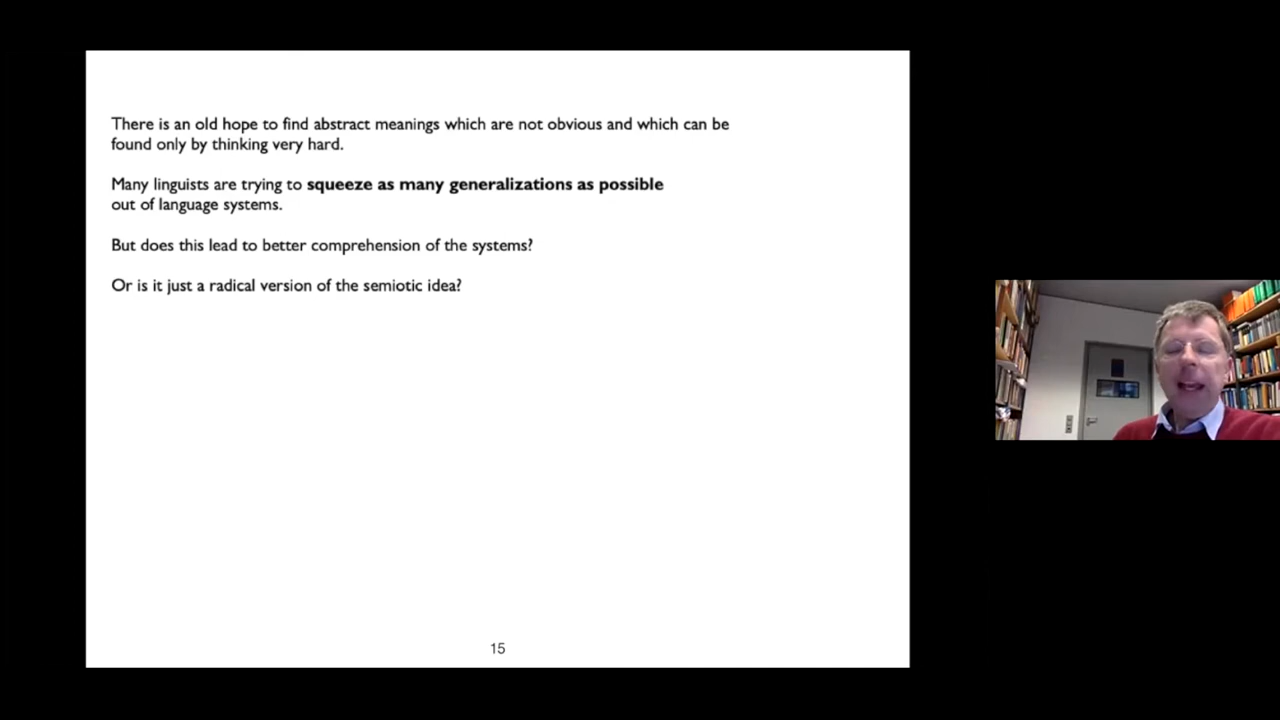 There is an old hope to find abstract meanings which are not obvious and which can be
found only by thinking very hard.
Many linguists are trying to squeeze as many generalizations as possible
out of language systems.
But does this lead to better comprehension of the systems?
Or is it just a radical version of the semiotic idea?
15